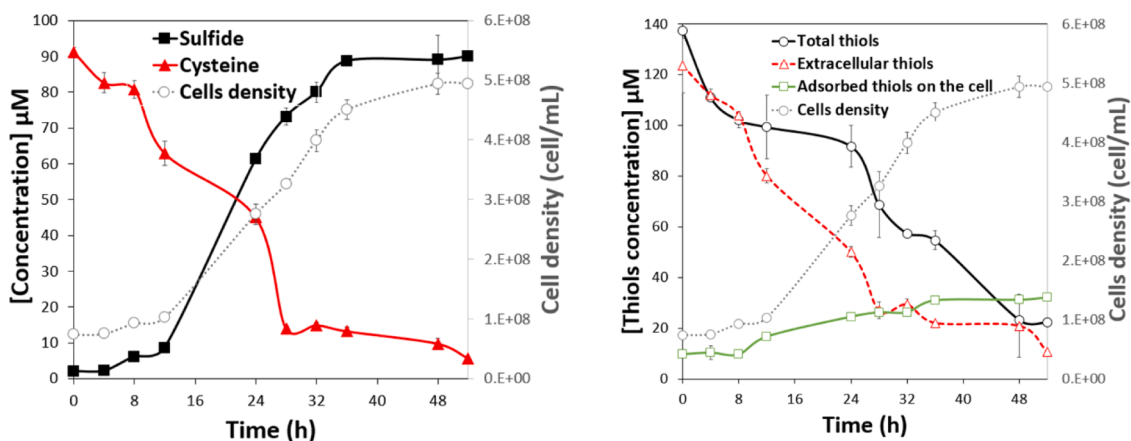 100
90
80
70
60
50
40
30
20
10
0
[Concentration] µM
Sulfide
Cysteine
Cells density
6.E+08
5.E+08
4.E+08
3.E+08
2.E+08
1.E+08
0.E+00
Cell density (cell/mL)
0 8 16 24 32 40 48
Time (h)
140
120
100
80
60
40
20
0
[Thiols concentration] µM
Total thiols
Extracellular thiols
Adsorbed thiols on the cell
Cells density
6.E+08
5.E+08
4.E+08
3.E+08
2.E+08
1.E+08
0.E+00
Cells density (cell/mL)
0 8 16 24 32 40 48
Time (h)